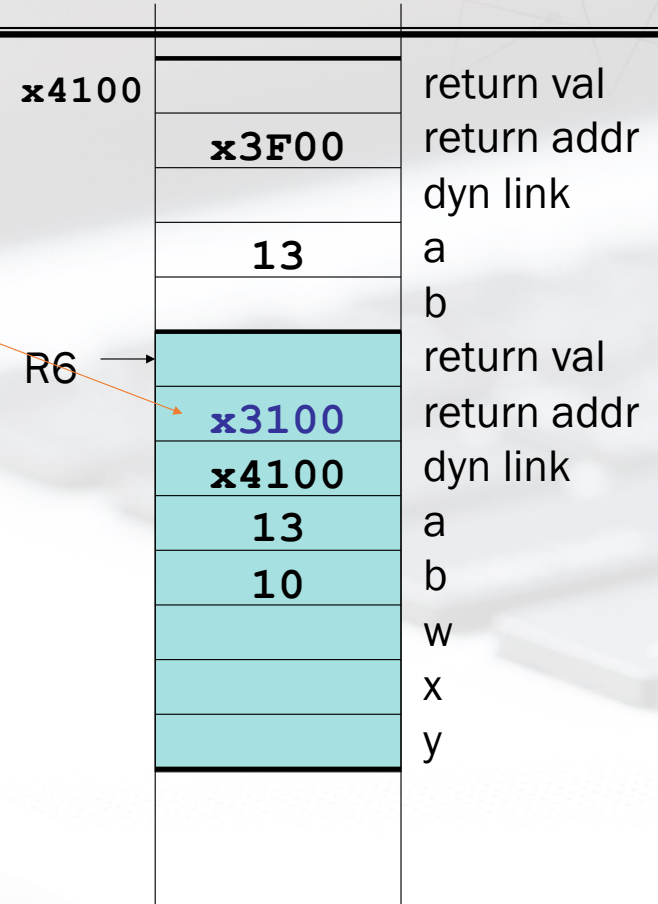 x4100 return val
x3F00 return addr
dyn link
13 a
b
R6 return val
x3100 return addr
x4100 dyn link
13 a
10 b
w
x
y